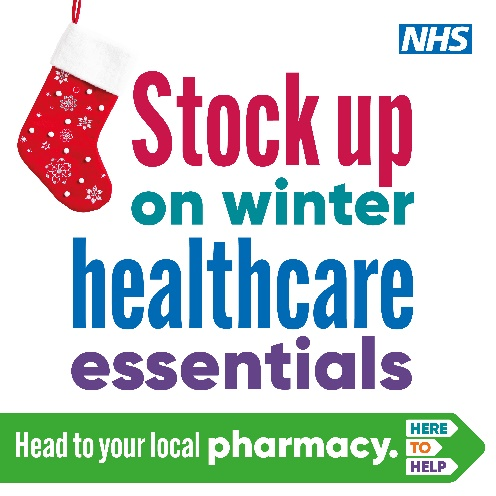 NHS
Stock up
on winter
healthcare
essentials
Head to your local pharmacy.
HERE
TO
HELP